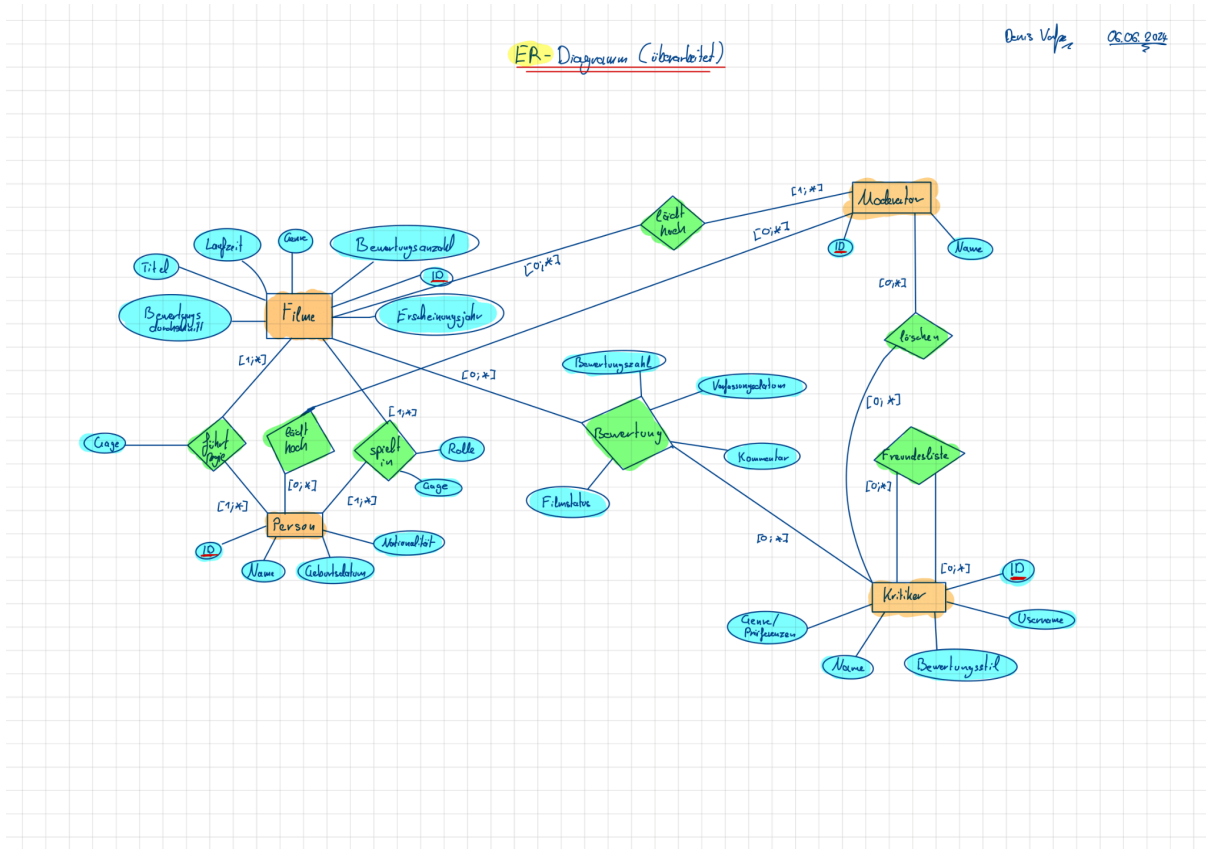 ER-Diagramm (überarbeitet)
Denis
06.06.2024
[1;*]
Moderator
lädt
hoch
[0;*]
[0;*]
ID
Name
Laufzeit
Genre
Bewertungsanzahl
Titel
ID
Filme
Erscheinungsjahr
Bewertungs
durchschnitt
[0;*]
löschen
[1;*]
[0;*]
Bewertungszahl
Verfassungsdatum
[0;*]
[1;*]
Gage
führt
Regie
lädt
hoch
spielt
in
Rolle
Gage
Bewertung
Kommentar
Filmstatus
Freundesliste
[0;*]
[1;*]
[0;*]
[1;*]
Person
ID
Name
Geburtsdatum
Nationalität
[0;*]
[0;*]
ID
Kritiker
Username
Genre/
Präferenzen
Name
Bewertungsstil